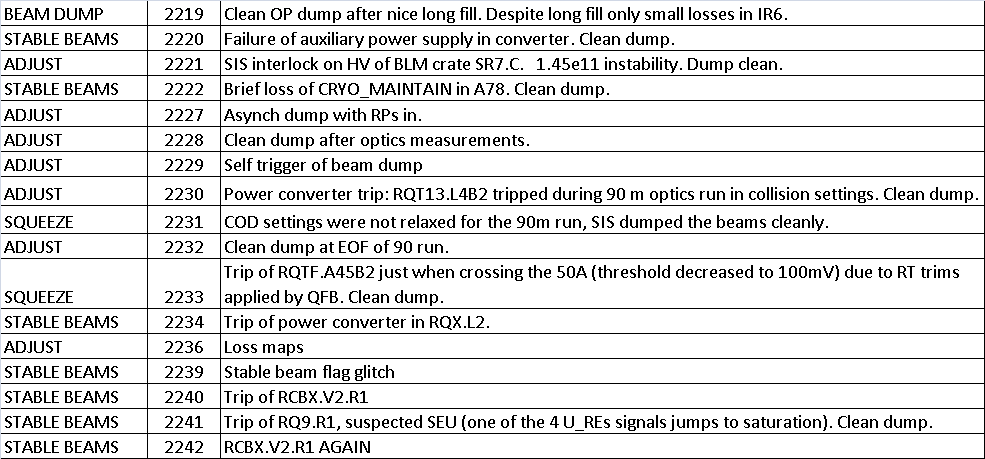 BEAM DUMP 2219 Clean OP dump after nice long fill. Despite long fill only small losses in IR6.
STABLE BEAMS 2220 Failure of auxiliary power supply in converter. Clean dump.
ADJUST 2221 SIS interlock on HV of BLM crate SR7.C. 1.45e11 instability. Dump clean.
STABLE BEAMS 2222 Brief loss of CRYO_MAINTAIN in A78. Clean dump.
ADJUST 2227 Asynch dump with RPs in.
ADJUST 2228 Clean dump after optics measurements.
ADJUST 2229 Self trigger of beam dump
ADJUST 2230 Power converter trip: RQT13.L4B2 tripped during 90 m optics run in collision settings. Clean dump.
SQUEEZE 2231 COD settings were not relaxed for the 90m run, SIS dumped the beams cleanly.
ADJUST 2232 Clean dump at EOF of 90 run.
Trip of RQTF.A45B2 just when crossing the 50A (threshold decreased to 100mV) due to RT trims
SQUEEZE 2233 applied by QFB. Clean dump.
STABLE BEAMS 2234 Trip of power converter in RQX.L2.
ADJUST 2236 Loss maps
STABLE BEAMS 2239 Stable beam flag glitch
STABLE BEAMS 2240 Trip of RCBX.V2.R1
STABLE BEAMS 2241 Trip of RQ9.R1, suspected SEU (one of the 4 U_REs signals jumps to saturation). Clean dump.
STABLE BEAMS 2242 RCBX.V2.R1 AGAIN